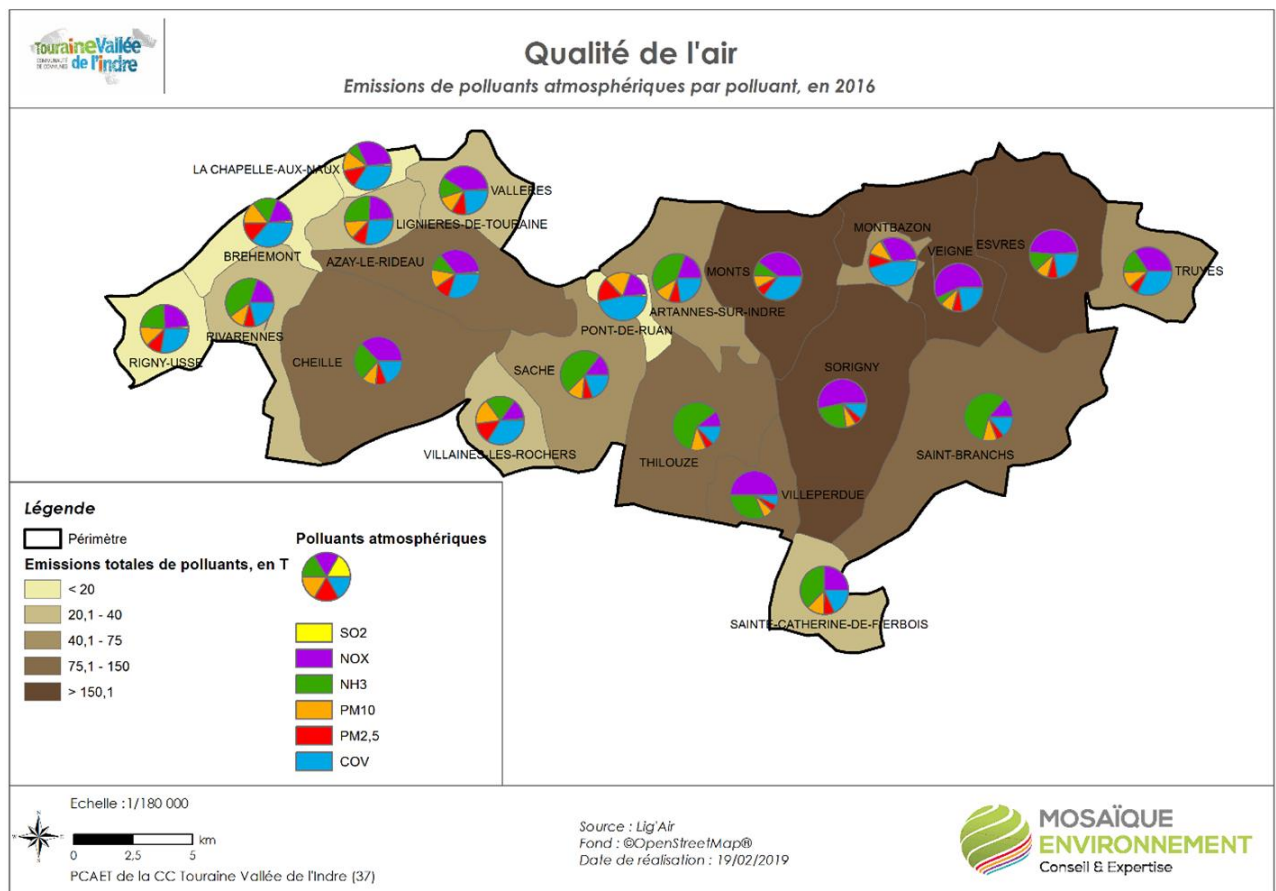 Touraine Vallée
COMMUNAUTÉ
DE COMMUNES
de l'indre
Qualité de l'air
Emissions de polluants atmosphériques par polluant, en 2016
LA CHAPELLE-AUX-NAUX
VALLERES
LIGNIERES-DE-TOURAINE
BREHEMONT
AZAY-LE-RIDEAU
RIVARENNES
RIGNY-USSE
CHEILLE
MONTBAZON
VEIGNE
ESVRES
MONTS
TRUYES
ARTANNES-SUR-INDRE
PONT-DE-RUAN
SACHE
SORIGNY
VILLAINES-LES-ROCHERS
THILOUZE
SAINT-BRANCHS
VILLEPERDUE
SAINTE-CATHERINE-DE-FIERBOIS
Légende
Périmètre
Emissions totales de polluants, en T
< 20
20,1 - 40
40,1 - 75
75,1 - 150
> 150,1
Polluants atmosphériques
SO2
NOX
NH3
PM10
PM2,5
COV
Echelle : 1/180 000
N
W
E
S
0
2,5
5
km
PCAET de la CC Touraine Vallée de l'Indre (37)
Source : Lig'Air
Fond : ©OpenStreetMap®
Date de réalisation : 19/02/2019
MOSAÏQUE
ENVIRONNEMENT
Conseil & Expertise